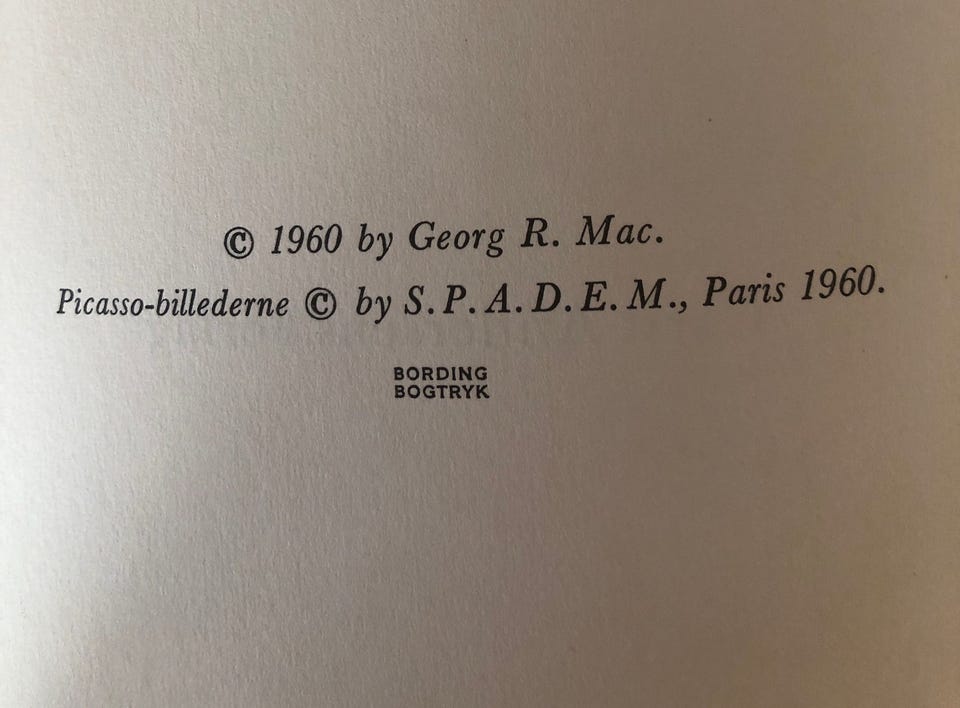 © 1960 by Georg R. Mac.
Picasso-billederne © by S.P.A.D.E.M., Paris 1960.
BORDING
BOGTRYK